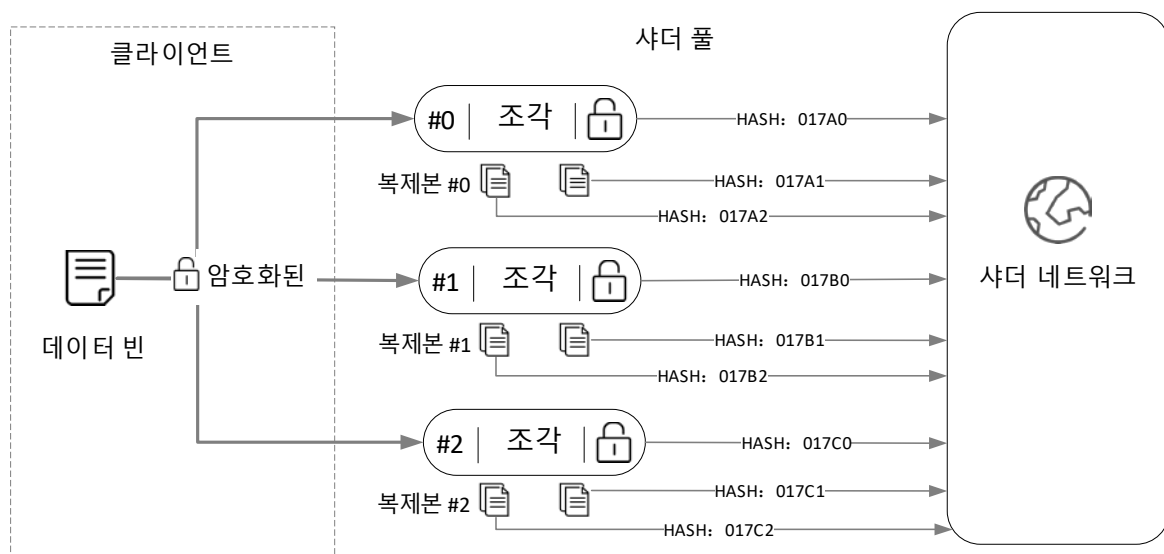 클라이언트
샤더 풀
#0 조각
HASH: 017A0
복제본 #0
HASH: 017A1
HASH: 017A2
암호화된
데이터 빈
#1 조각
HASH: 017B0
샤더 네트워크
복제본 #1
HASH: 017B1
HASH: 017B2
#2 조각
HASH: 017C0
복제본 #2
HASH: 017C1
HASH: 017C2